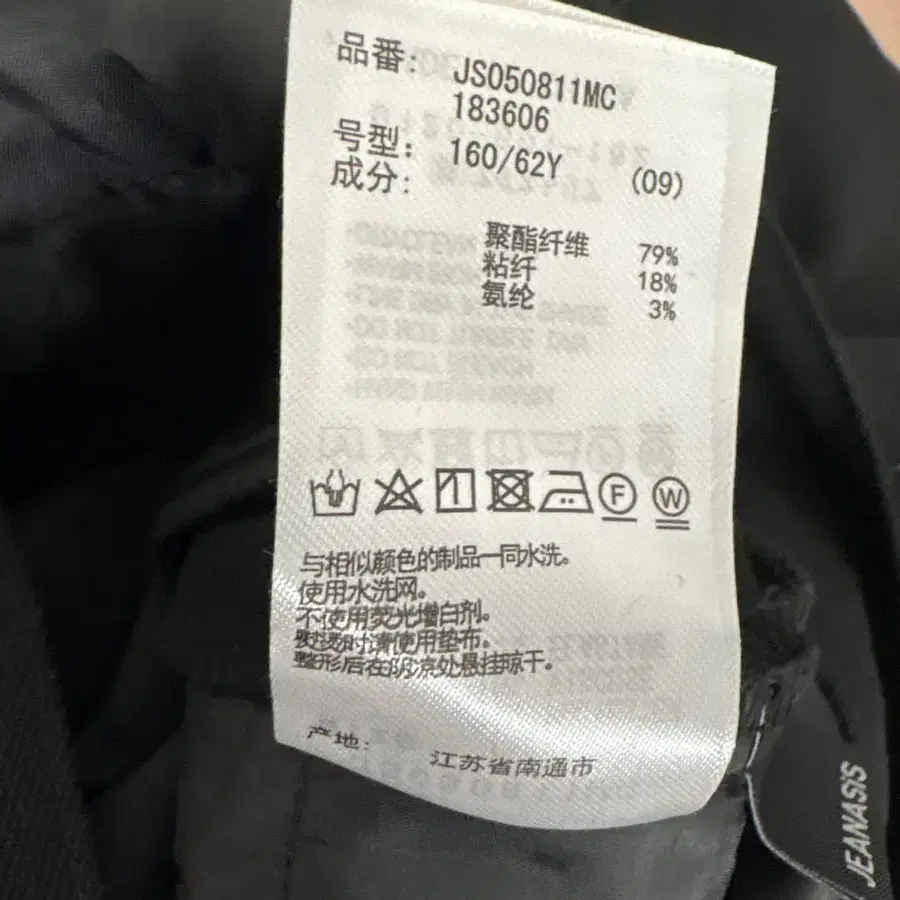 品番: JS050811MC
183606
号型: 160/62Y (09)
成分:
聚酯纤维 79%
粘纤 18%
氨纶 3%
F W
与相似颜色的制品一同水洗。
使用水洗网。
不使用荧光增白剂。
熨烫时请使用垫布。
整形后在阴凉处悬挂晾干。
产地: 江苏省南通市
JEANASIS